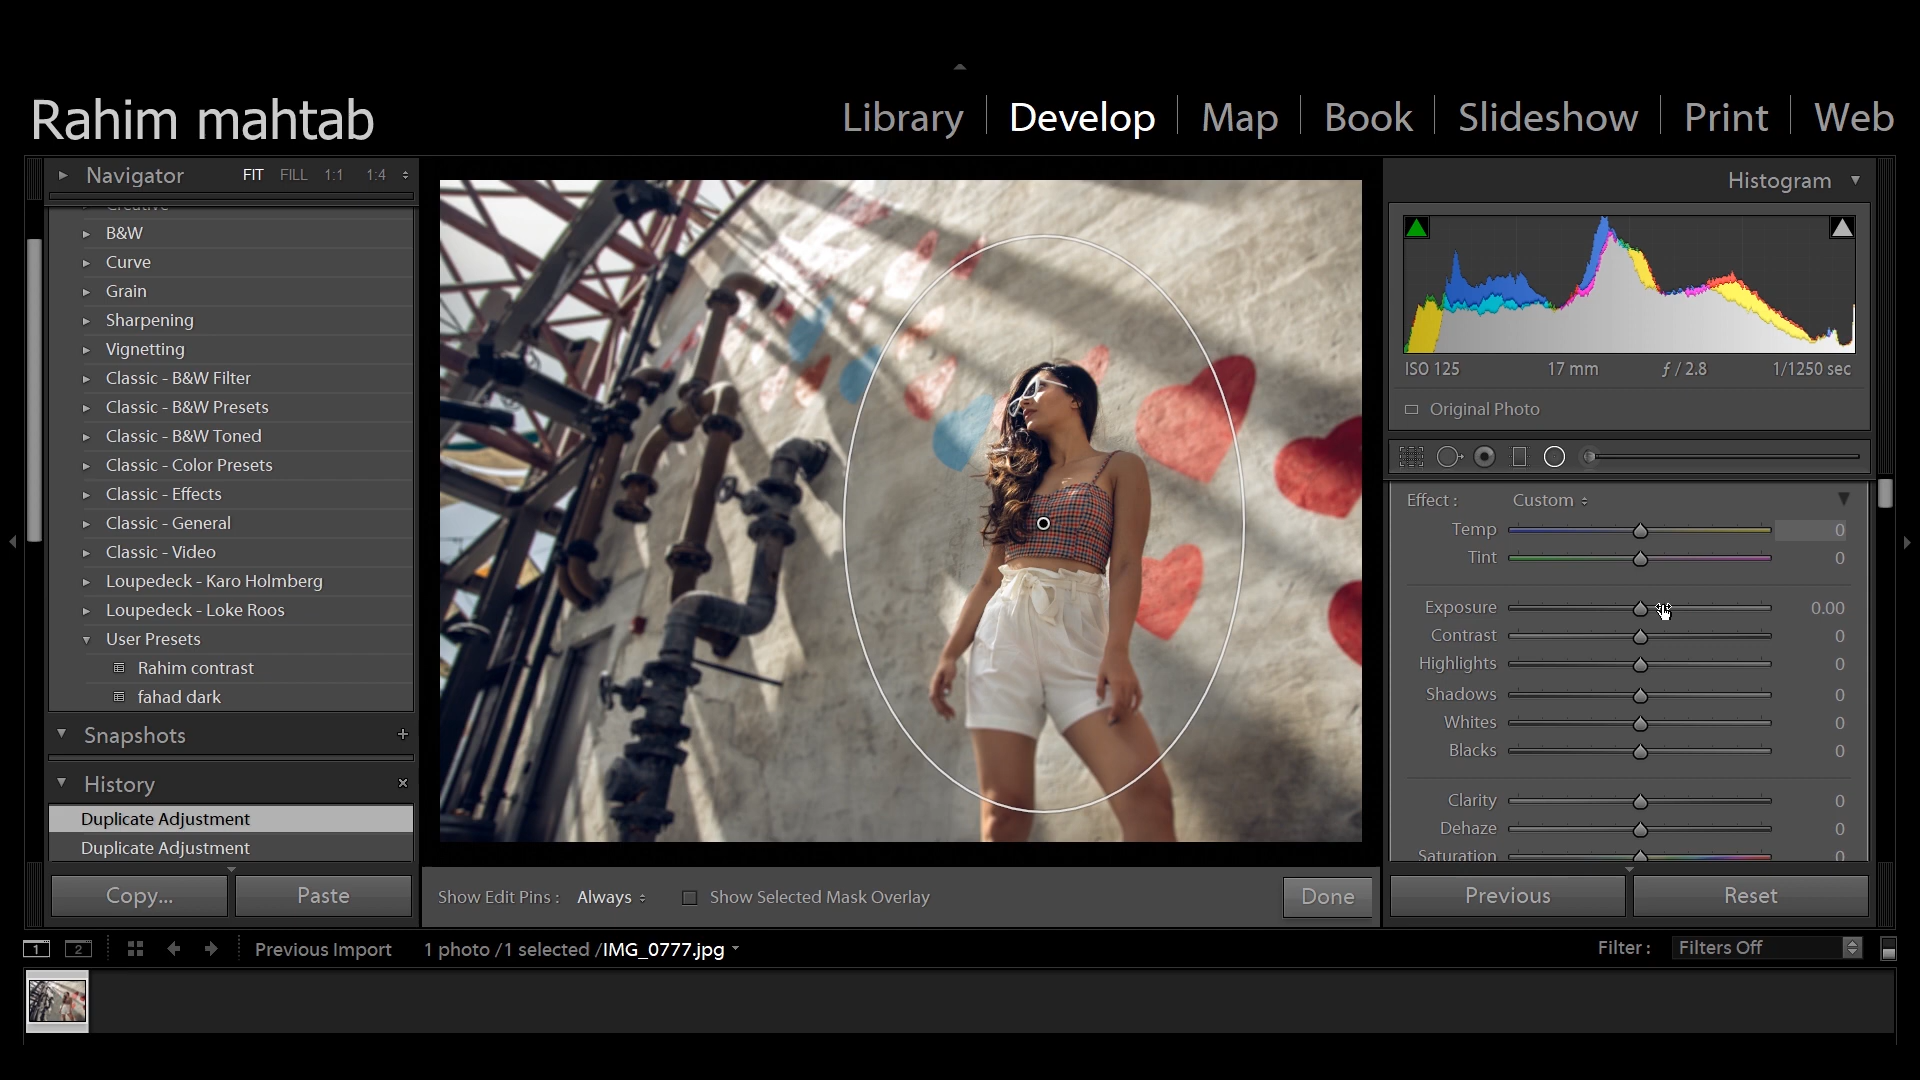 Rahim mahtab
Library
Develop
Map
Book
Slideshow
Print
Web
Navigator
FIT
FILL
1:1
1:4
Creative
B&W
Curve
Grain
Sharpening
Vignetting
Classic - B&W Filter
Classic - B&W Presets
Classic - B&W Toned
Classic - Color Presets
Classic - Effects
Classic - General
Classic - Video
Loupedeck - Karo Holmberg
Loupedeck - Loke Roos
User Presets
Rahim contrast
fahad dark
Snapshots
History
Duplicate Adjustment
Duplicate Adjustment
Copy...
Paste
Show Edit Pins :
Always
Show Selected Mask Overlay
Done
Histogram
ISO 125
17 mm
ƒ / 2.8
1/1250 sec
Original Photo
Effect :
Custom
Temp
0
Tint
0
Exposure
0.00
Contrast
0
Highlights
0
Shadows
0
Whites
0
Blacks
0
Clarity
0
Dehaze
0
Saturation
0
Previous
Reset
1
2
Previous Import
1 photo /1 selected /IMG_0777.jpg
Filter :
Filters Off